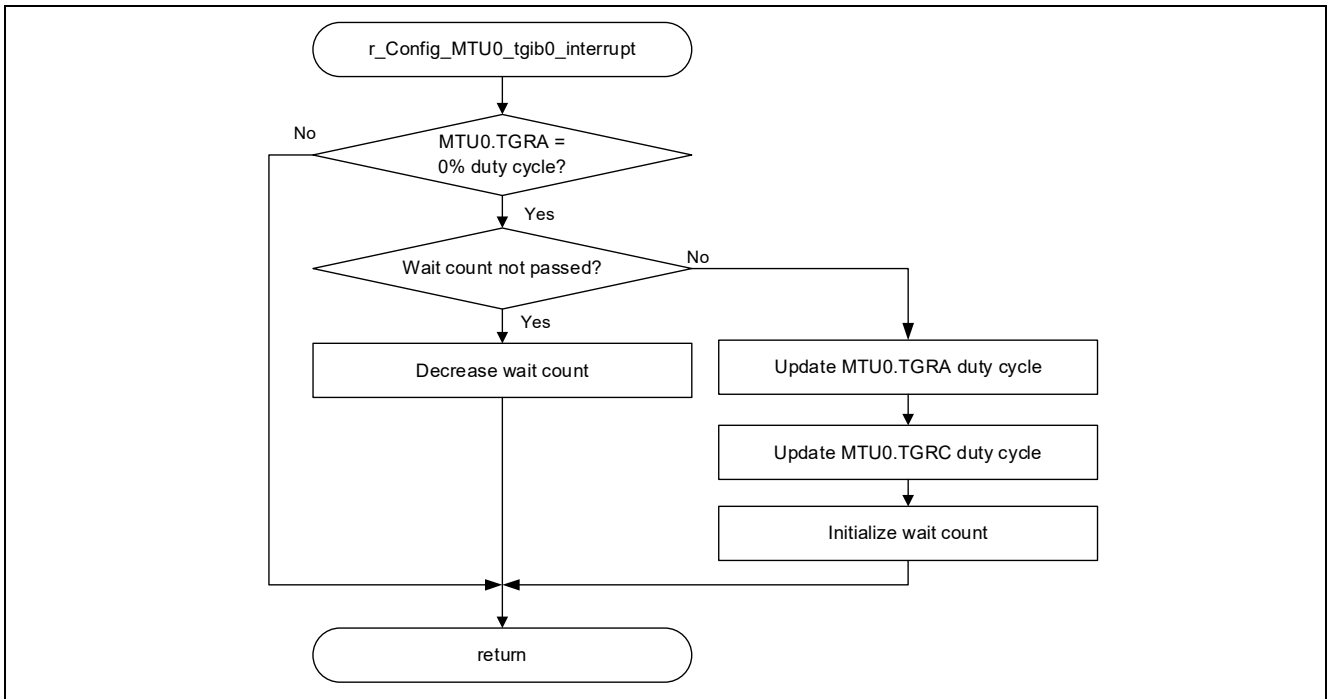 r_Config_MTU0_tgib0_interrupt
No
MTU0.TGRA =
0% duty cycle?
Yes
No
Wait count not passed?
Yes
Decrease wait count
Update MTU0.TGRA duty cycle
Update MTU0.TGRC duty cycle
Initialize wait count
return